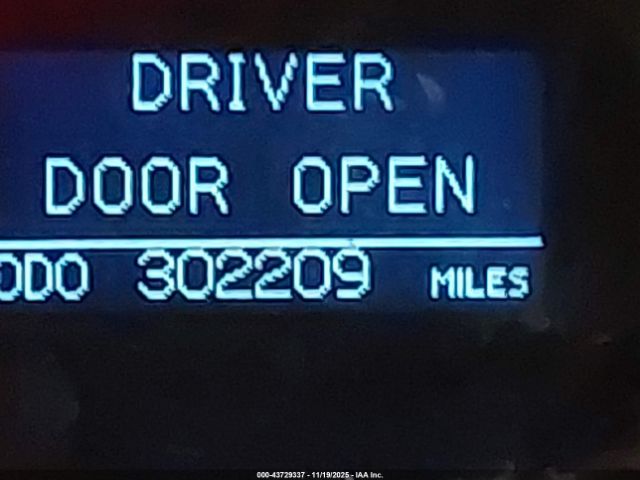 DRIVER
DOOR OPEN
ODO 302209 MILES
000-43729337 - 11/19/2025 - IAA Inc.